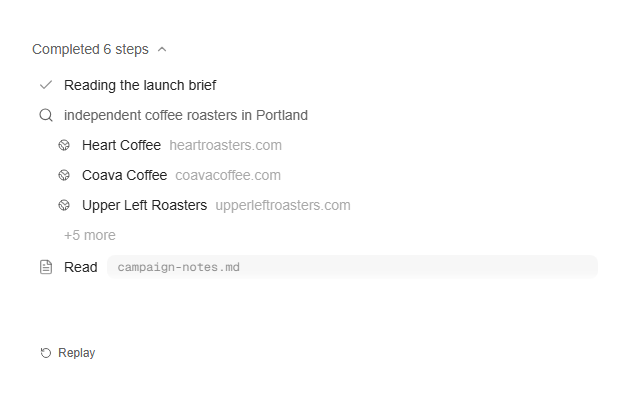 Completed 6 steps
Reading the launch brief
independent coffee roasters in Portland
Heart Coffee heartroasters.com
Coava Coffee coavacoffee.com
Upper Left Roasters upperleftroasters.com
+5 more
Read campaign-notes.md
Replay